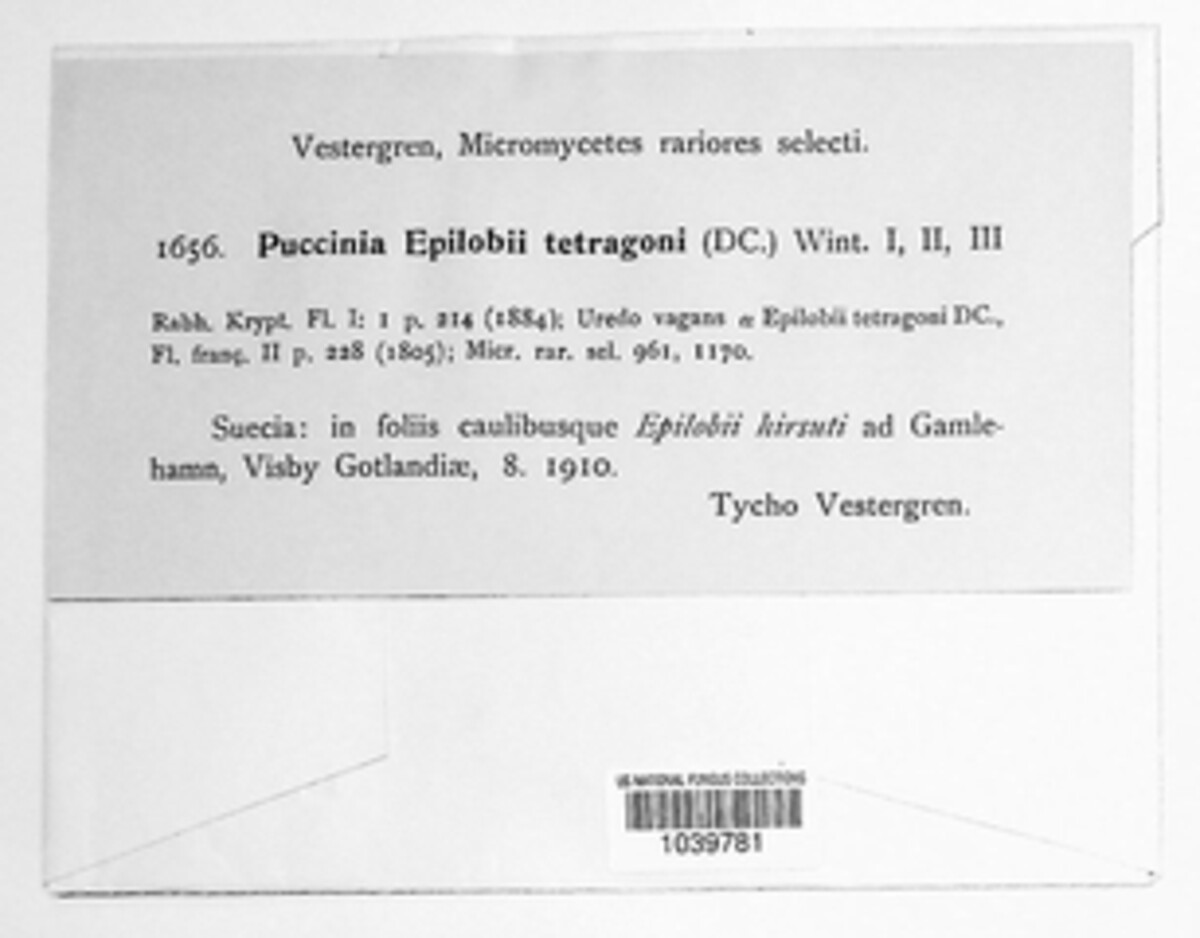 Vestergren, Micromycetes rariores selecti.
1656. Puccinia Epilobii tetragoni (DC.) Wint. I, II, III
Rabh. Krypt. Fl. I: 1 p. 214 (1884); Uredo vagans α Epilobii tetragoni DC.,
Fl. franç. II p. 228 (1805); Micr. rar. sel. 961, 1170.
Suecia: in foliis caulibusque Epilobii hirsuti ad Gamle-
hamn, Visby Gotlandiæ, 8. 1910.
Tycho Vestergren.
US NATIONAL FUNGUS COLLECTIONS
1039781